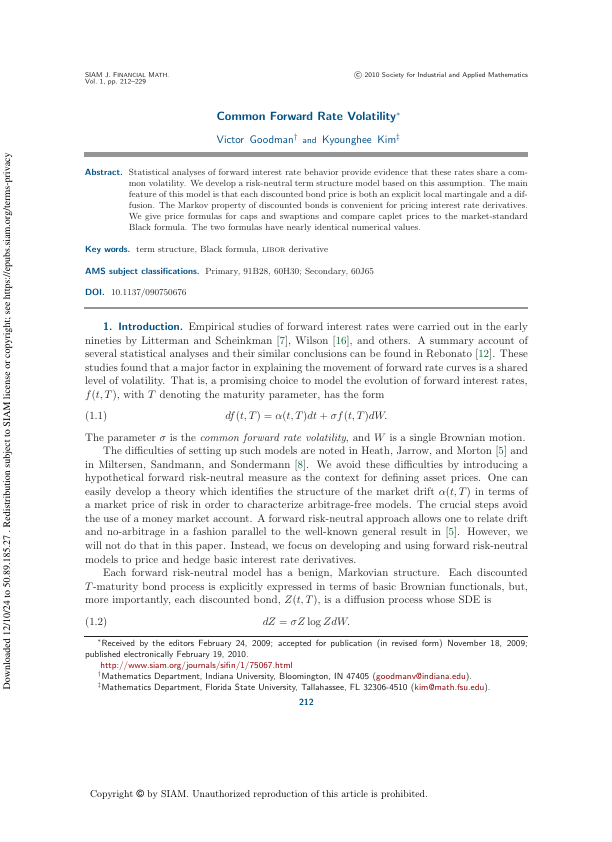 SIAM J. FINANCIAL MATH.
Vol. 1, pp. 212–229
© 2010 Society for Industrial and Applied Mathematics
Common Forward Rate Volatility*
Victor Goodman† and Kyounghee Kim‡
Abstract. Statistical analyses of forward interest rate behavior provide evidence that these rates share a com-
mon volatility. We develop a risk-neutral term structure model based on this assumption. The main
feature of this model is that each discounted bond price is both an explicit local martingale and a dif-
fusion. The Markov property of discounted bonds is convenient for pricing interest rate derivatives.
We give price formulas for caps and swaptions and compare caplet prices to the market-standard
Black formula. The two formulas have nearly identical numerical values.
Key words. term structure, Black formula, LIBOR derivative
AMS subject classifications. Primary, 91B28, 60H30; Secondary, 60J65
DOI. 10.1137/090750676
1. Introduction. Empirical studies of forward interest rates were carried out in the early
nineties by Litterman and Scheinkman [7], Wilson [16], and others. A summary account of
several statistical analyses and their similar conclusions can be found in Rebonato [12]. These
studies found that a major factor in explaining the movement of forward rate curves is a shared
level of volatility. That is, a promising choice to model the evolution of forward interest rates,
f(t, T), with T denoting the maturity parameter, has the form
(1.1) df(t, T) = α(t, T)dt + σf(t, T)dW.
The parameter σ is the common forward rate volatility, and W is a single Brownian motion.
The difficulties of setting up such models are noted in Heath, Jarrow, and Morton [5] and
in Miltersen, Sandmann, and Sondermann [8]. We avoid these difficulties by introducing a
hypothetical forward risk-neutral measure as the context for defining asset prices. One can
easily develop a theory which identifies the structure of the market drift α(t, T) in terms of
a market price of risk in order to characterize arbitrage-free models. The crucial steps avoid
the use of a money market account. A forward risk-neutral approach allows one to relate drift
and no-arbitrage in a fashion parallel to the well-known general result in [5]. However, we
will not do that in this paper. Instead, we focus on developing and using forward risk-neutral
models to price and hedge basic interest rate derivatives.
Each forward risk-neutral model has a benign, Markovian structure. Each discounted
T-maturity bond process is explicitly expressed in terms of basic Brownian functionals, but,
more importantly, each discounted bond, Z(t, T), is a diffusion process whose SDE is
(1.2) dZ = σZ log ZdW.
*Received by the editors February 24, 2009; accepted for publication (in revised form) November 18, 2009;
published electronically February 19, 2010.
http://www.siam.org/journals/sifin/1/75067.html
†Mathematics Department, Indiana University, Bloomington, IN 47405 (goodmanv@indiana.edu).
‡Mathematics Department, Florida State University, Tallahassee, FL 32306-4510 (kim@math.fsu.edu).
212
Copyright © by SIAM. Unauthorized reproduction of this article is prohibited.
Downloaded 12/10/24 to 50.89.185.27 . Redistribution subject to SIAM license or copyright; see https://epubs.siam.org/terms-privacy